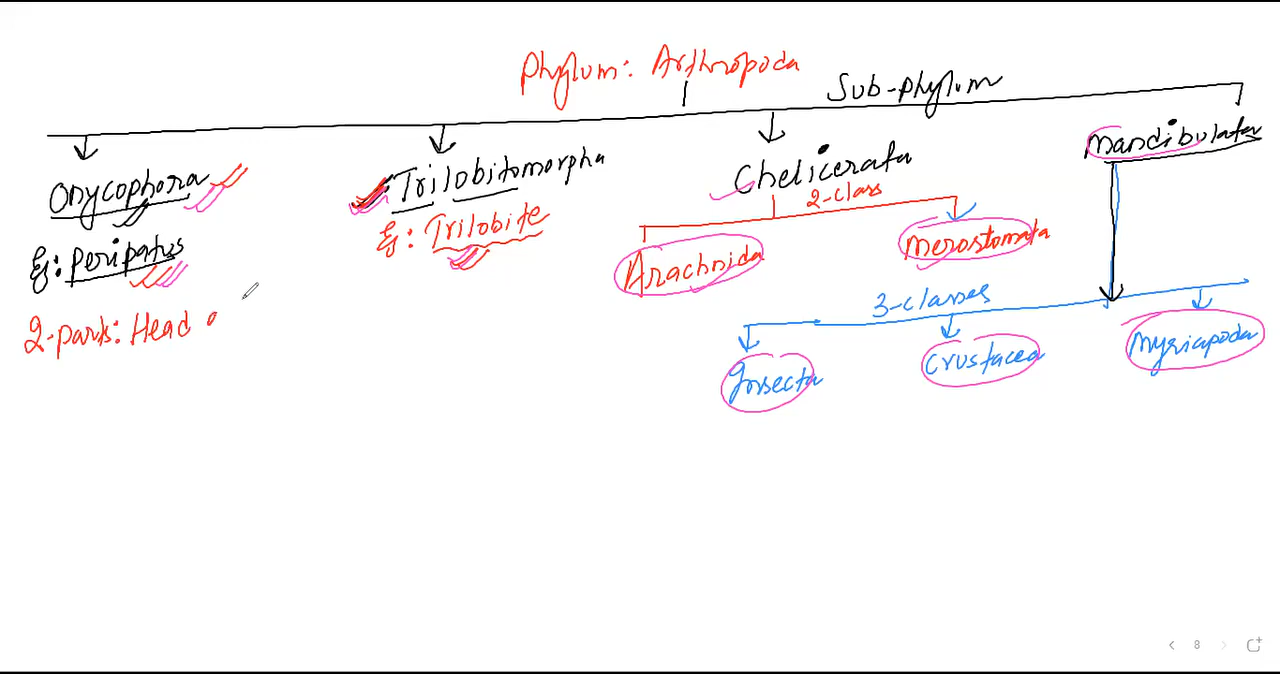 Phylum: Arthropoda
Sub-phylum
Onycophora
Trilobitomorpha
Chelicerata
Mandibulata
Eg: Peripatus
Eg: Trilobite
2-class
Arachnida
Merostomata
2-parts: Head
3-classes
Insecta
Crustacea
Myriapoda
8